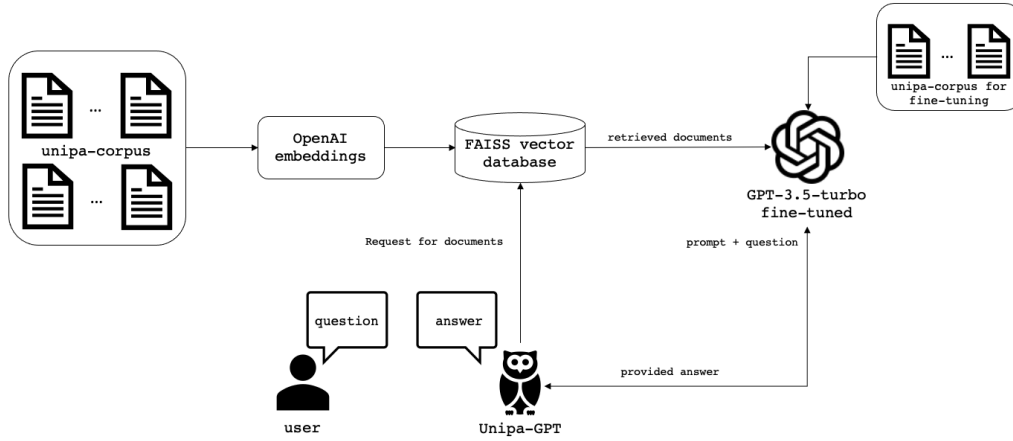 ...
unipa-corpus
...
OpenAI
embeddings
FAISS vector
database
retrieved documents
...
unipa-corpus for
fine-tuning
GPT-3.5-turbo
fine-tuned
Request for documents
prompt + question
question
answer
provided answer
user
Unipa-GPT